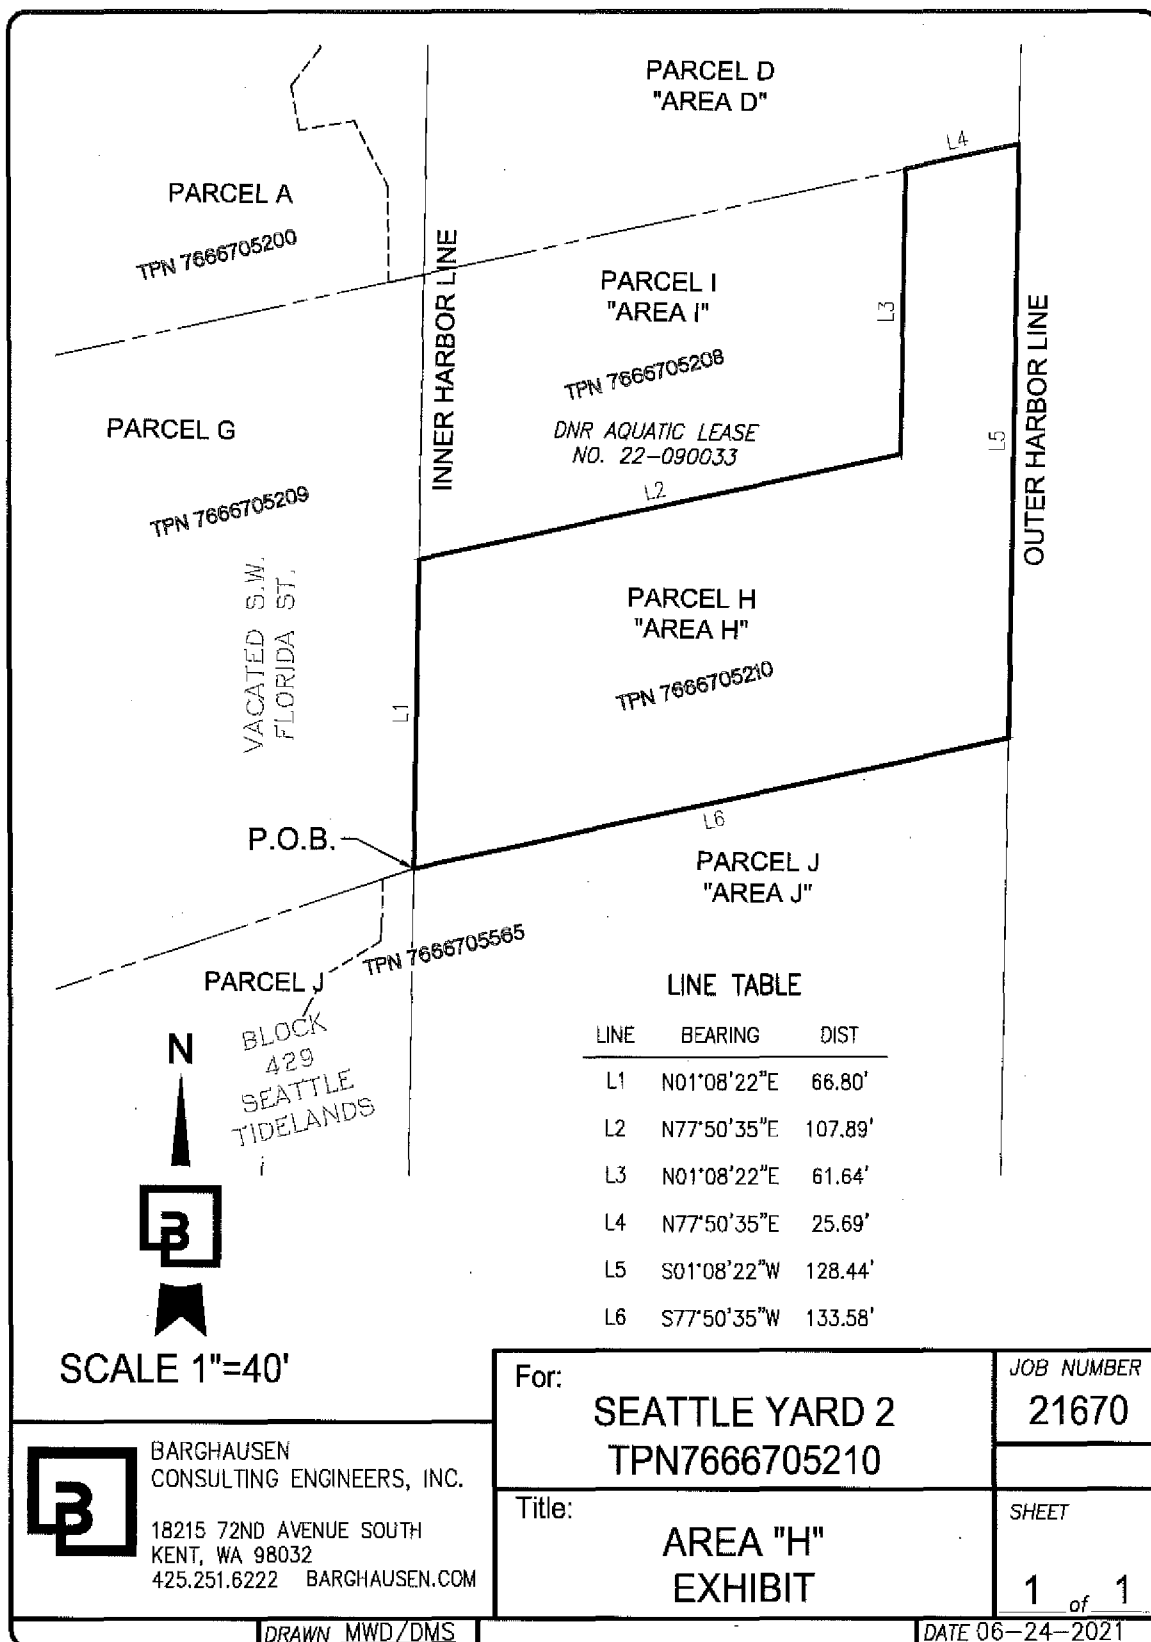 PARCEL D
"AREA D"
L4
PARCEL A
TPN 7666705200
INNER HARBOR LINE
PARCEL I
"AREA I"
L3
OUTER HARBOR LINE
TPN 7666705208
PARCEL G
DNR AQUATIC LEASE
NO. 22-090033
L5
L2
TPN 7666705209
VACATED S.W.
FLORIDA ST.
PARCEL H
"AREA H"
TPN 7666705210
L1
L6
P.O.B.
PARCEL J
"AREA J"
TPN 7666705565
PARCEL J
BLOCK
429
SEATTLE
TIDELANDS
N
B
SCALE 1"=40'
LINE TABLE
LINE BEARING DIST
L1 N01°08'22"E 66.80'
L2 N77°50'35"E 107.89'
L3 N01°08'22"E 61.64'
L4 N77°50'35"E 25.69'
L5 S01°08'22"W 128.44'
L6 S77°50'35"W 133.58'
For:
SEATTLE YARD 2
TPN7666705210
JOB NUMBER
21670
B
BARGHAUSEN
CONSULTING ENGINEERS, INC.
18215 72ND AVENUE SOUTH
KENT, WA 98032
425.251.6222 BARGHAUSEN.COM
Title:
AREA "H"
EXHIBIT
SHEET
1 of 1
DRAWN MWD/DMS
DATE 06-24-2021